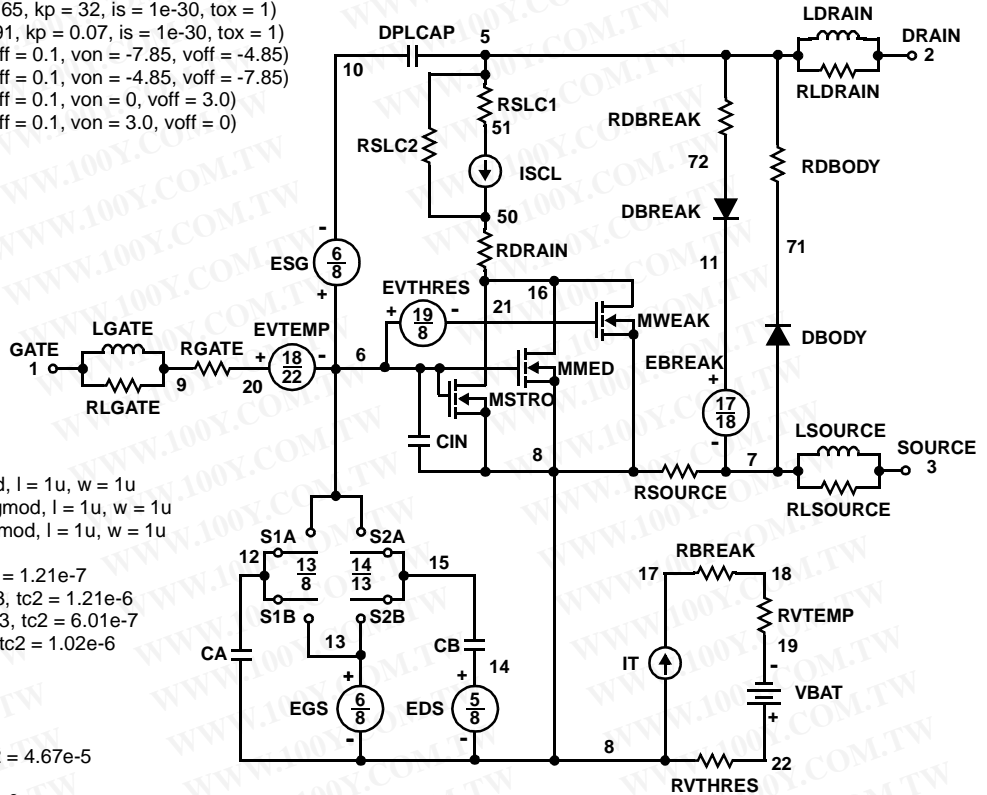 65, kp = 32, is = 1e-30, tox = 1)
91, kp = 0.07, is = 1e-30, tox = 1)
ff = 0.1, von = -7.85, voff = -4.85)
ff = 0.1, von = -4.85, voff = -7.85)
ff = 0.1, von = 0, voff = 3.0)
ff = 0.1, von = 3.0, voff = 0)
LDRAIN
DPLCAP 5 DRAIN
10 2
RLDRAIN
RSLC1
51
RSLC2
ISCL
RDBREAK
72
RDBODY
50
DBREAK
RDRAIN
71
11
- ESG 6 8 +
EVTHRES
+ 19 8 -
21 16
MWEAK
LGATE
EVTEMP
GATE RGATE + 18 22 - 6
1 9 20
RLGATE
MMED
MSTRO
DBODY
EBREAK +
17 18
-
CIN
8
RSOURCE
7
LSOURCE
SOURCE
3
RLSOURCE
d, l = 1u, w = 1u
gmod, l = 1u, w = 1u
mod, l = 1u, w = 1u
S1A S2A
12 13 8 14 13 15
S1B S2B
13
CA CB
14
+ +
EGS 6 8 EDS 5 8
- -
= 1.21e-7
3, tc2 = 1.21e-6
3, tc2 = 6.01e-7
tc2 = 1.02e-6
= 4.67e-5
RBREAK
17 18
RVTEMP
19
IT
-
VBAT
+
8
22
RVTHRES
WWW.100Y.COM.TW